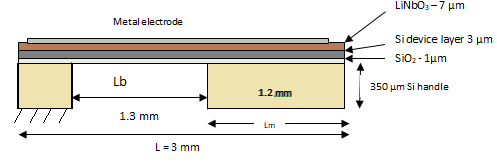 LiNbO₃ – 7 µm
Metal electrode
Si device layer 3 µm
SiO₂ - 1µm
Lb
1.2 mm
350 µm Si handle
1.3 mm
Lm
L = 3 mm